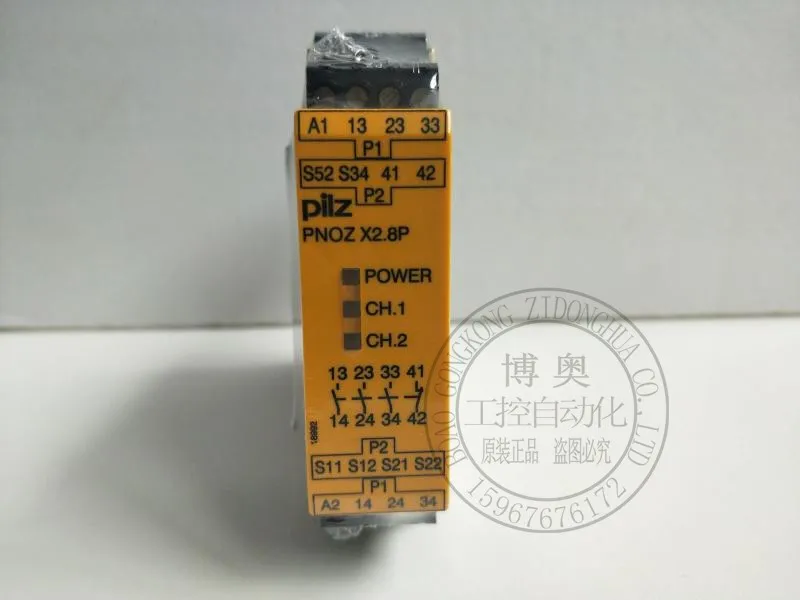 A1 13 23 33
P1
S52 S34 41 42
P2
pilz
PNOZ X2.8P
POWER
CH.1
CH.2
13 23 33 41
14 24 34 42
P2
S11 S12 S21 S22
P1
A2 14 24 34
BOAO GONGKONG ZIDONGHUA CO.,LTD
博奥
工控自动化
原装正品 盗图必究
15967676172